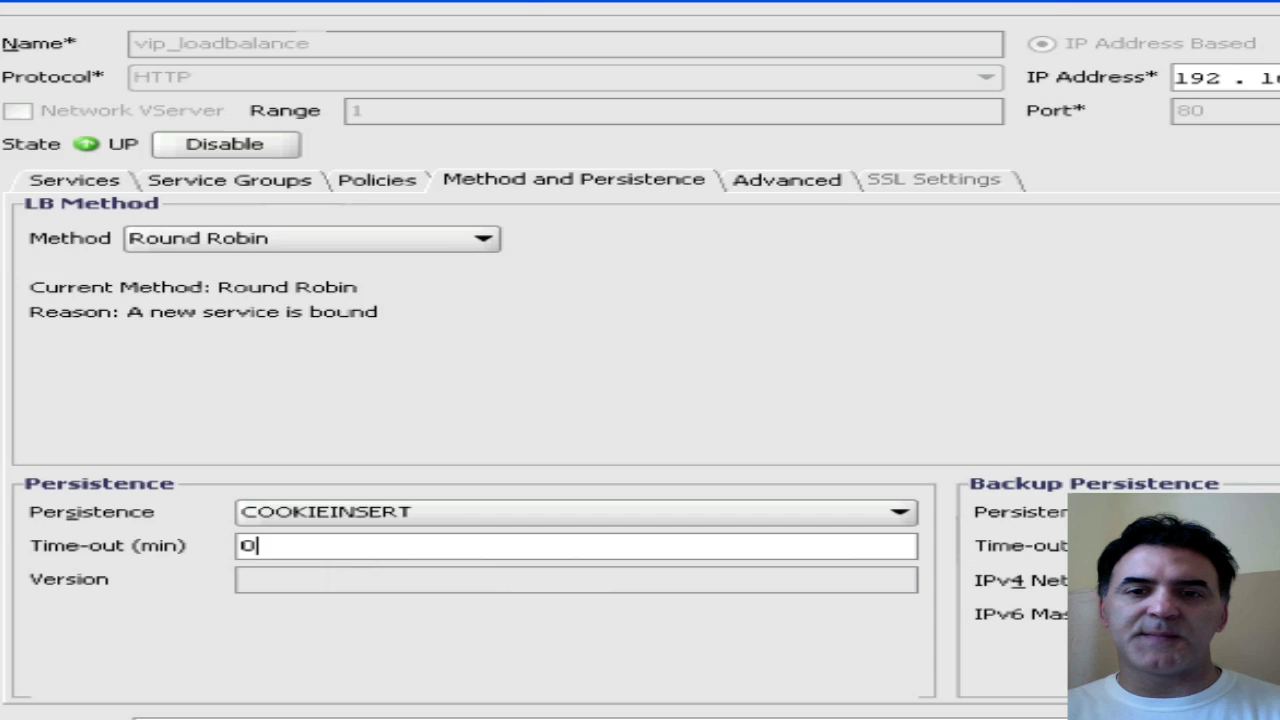 Name* vip_loadbalance IP Address Based
Protocol* HTTP IP Address* 192 . 1
Network VServer Range 1 Port* 80
State UP Disable
Services Service Groups Policies Method and Persistence Advanced SSL Settings
LB Method
Method Round Robin
Current Method: Round Robin
Reason: A new service is bound
Persistence Backup Persistence
Persistence COOKIEINSERT Persister
Time-out (min) 0 Time-out
Version IPv4 Net
IPv6 Mas